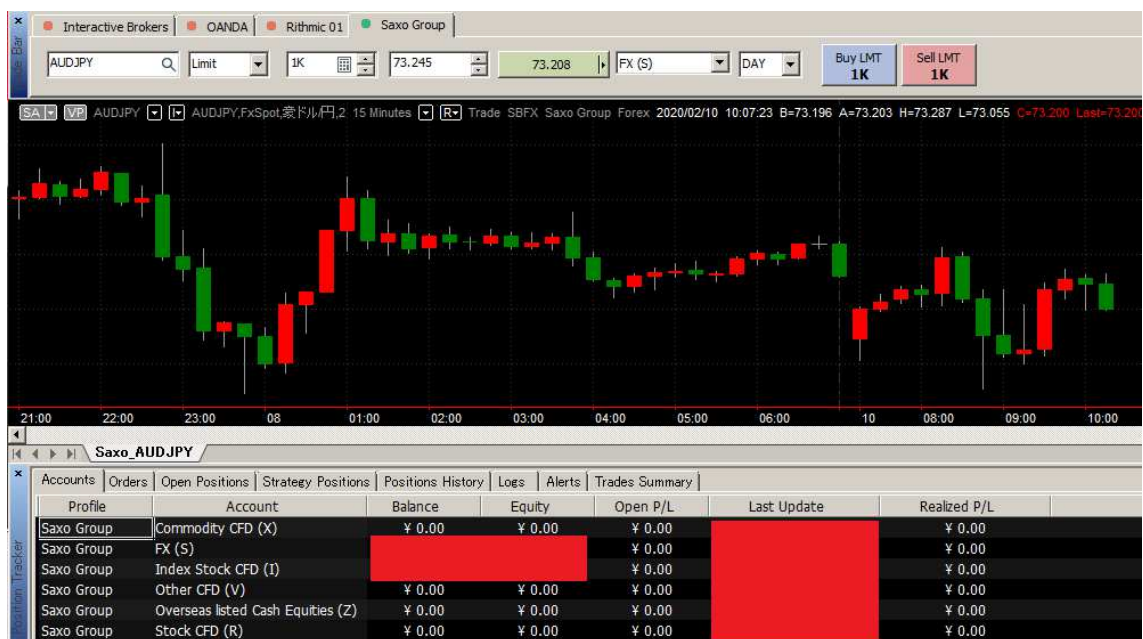 Interactive Brokers OANDA Rithmic 01 Saxo Group
AUDJPY Limit 1K 73.245 73.208 FX (S) DAY Buy LMT 1K Sell LMT 1K
SA VP AUDJPY I AUDJPY,FxSpot,豪ドル/円,2 15 Minutes R Trade SBFX Saxo Group Forex 2020/02/10 10:07:23 B=73.196 A=73.203 H=73.287 L=73.055 C=73.200 Last=73.200
21:00 22:00 23:00 08 01:00 02:00 03:00 04:00 05:00 06:00 10 08:00 09:00 10:00
Saxo_AUDJPY
Accounts Orders Open Positions Strategy Positions Positions History Logs Alerts Trades Summary
Profile Account Balance Equity Open P/L Last Update Realized P/L
Saxo Group Commodity CFD (X) ¥ 0.00 ¥ 0.00 ¥ 0.00 ¥ 0.00
Saxo Group FX (S) ¥ 0.00 ¥ 0.00
Saxo Group Index Stock CFD (I) ¥ 0.00 ¥ 0.00
Saxo Group Other CFD (V) ¥ 0.00 ¥ 0.00 ¥ 0.00 ¥ 0.00
Saxo Group Overseas listed Cash Equities (Z) ¥ 0.00 ¥ 0.00 ¥ 0.00 ¥ 0.00
Saxo Group Stock CFD (R) ¥ 0.00 ¥ 0.00 ¥ 0.00 ¥ 0.00
Position Tracker